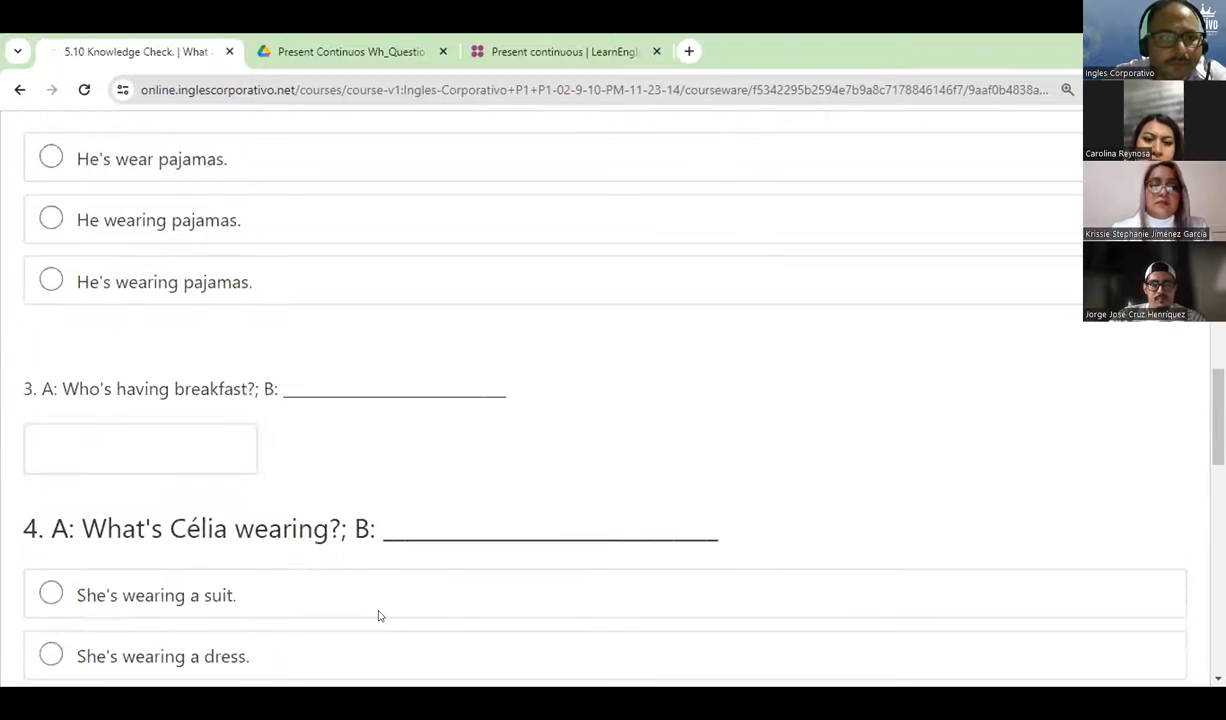 5.10 Knowledge Check. | What
Present Continuos Wh_Questio
Present continuous | LearnEngl
online.inglescorporativo.net/courses/course-v1:Ingles-Corporativo+P1+P1-02-9-10-PM-11-23-14/courseware/f5342295b2594e7b9a8c7178846146f7/9aaf0b4838a...
Ingles Corporativo
Carolina Reynosa
Krissie Stephanie Jiménez García
Jorge Jose Cruz Henriquez
He's wear pajamas.
He wearing pajamas.
He's wearing pajamas.
3. A: Who's having breakfast?; B: _________________________
4. A: What's Célia wearing?; B: _________________________
She's wearing a suit.
She's wearing a dress.